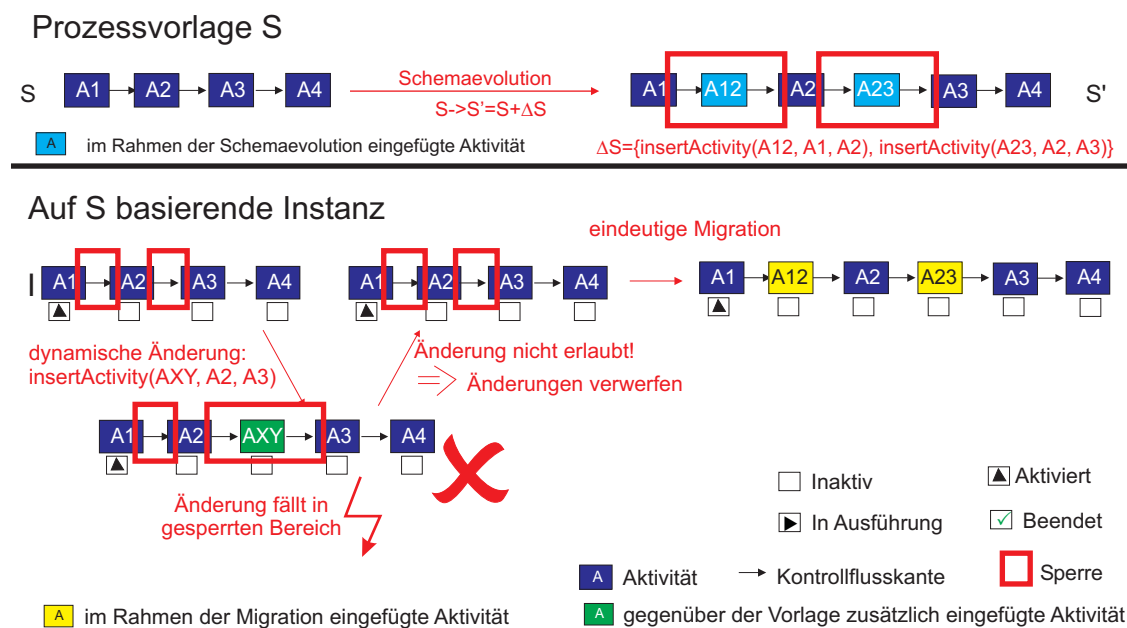 Prozessvorlage S
S A1 A2 A3 A4
Schemaevolution
S->S'=S+ΔS
A1 A12 A2 A23 A3 A4 S'
A im Rahmen der Schemaevolution eingefügte Aktivität
ΔS={insertActivity(A12, A1, A2), insertActivity(A23, A2, A3)}
Auf S basierende Instanz
I A1 A2 A3 A4
A1 A2 A3 A4
eindeutige Migration
A1 A12 A2 A23 A3 A4
dynamische Änderung:
insertActivity(AXY, A2, A3)
Änderung nicht erlaubt!
Änderungen verwerfen
A1 A2 AXY A3 A4
Änderung fällt in
gesperrten Bereich
Inaktiv
Aktiviert
In Ausführung
Beendet
A Aktivität
Kontrollflusskante
Sperre
A im Rahmen der Migration eingefügte Aktivität
A gegenüber der Vorlage zusätzlich eingefügte Aktivität